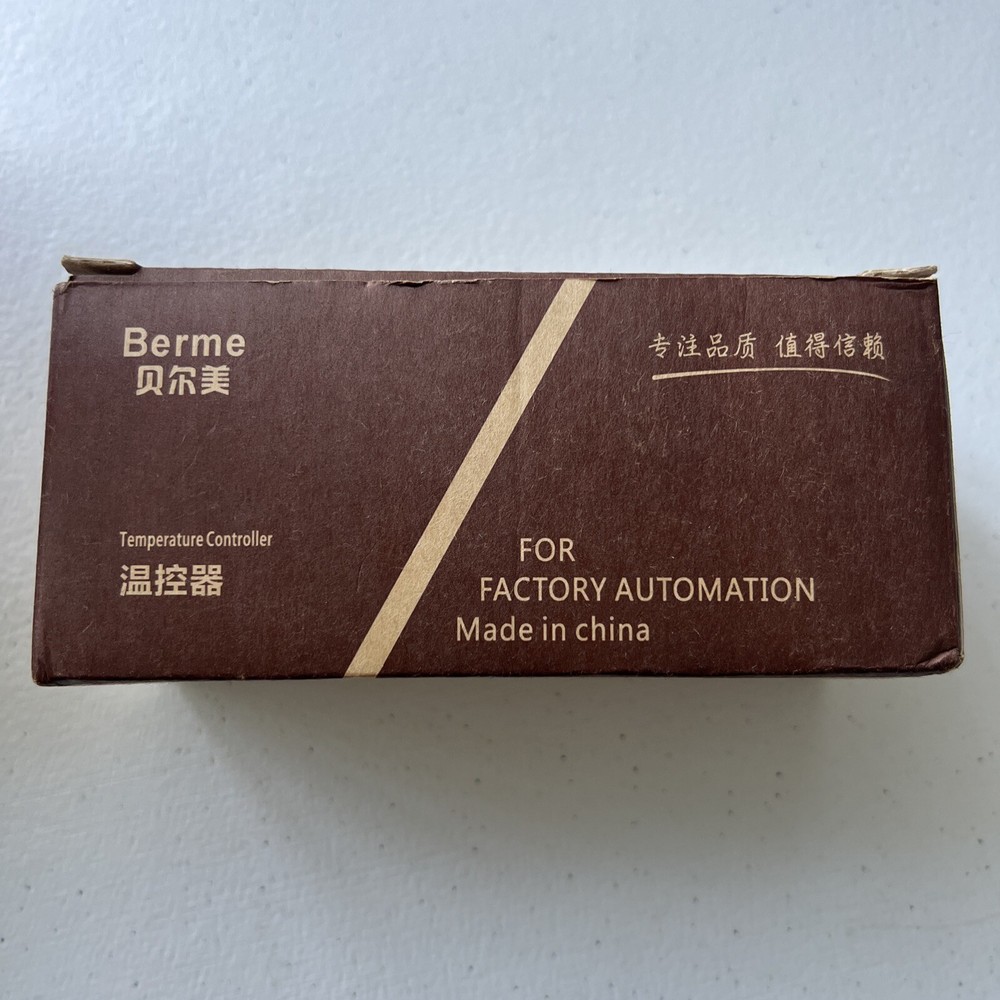 Berme
贝尔美
专注品质 值得信赖
Temperature Controller
温控器
FOR
FACTORY AUTOMATION
Made in china